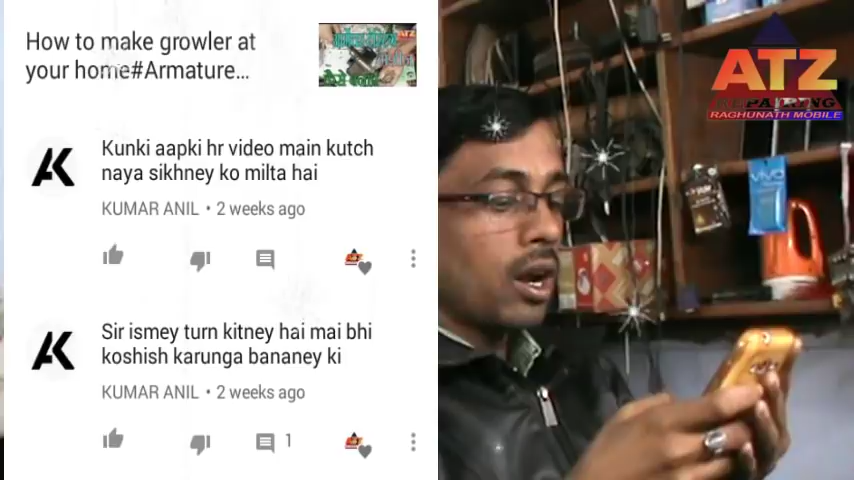 How to make growler at
your home#Armature...
Kunki aapki hr video main kutch
naya sikhney ko milta hai
KUMAR ANIL • 2 weeks ago
Sir ismey turn kitney hai mai bhi
koshish karunga bananey ki
KUMAR ANIL • 2 weeks ago
1
ATZ
REPAIRING
RAGHUNATH MOBILE
vivo